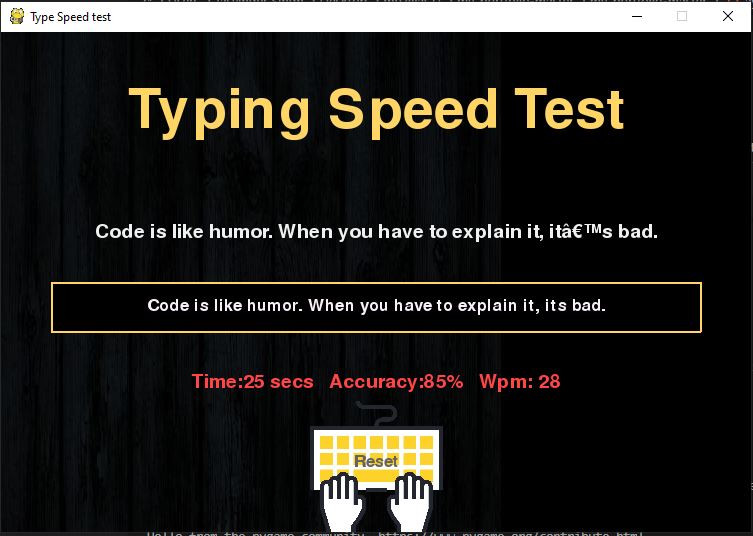 Type Speed test
Typing Speed Test
Code is like humor. When you have to explain it, itâ€™s bad.
Code is like humor. When you have to explain it, its bad.
Time:25 secs Accuracy:85% Wpm: 28
Reset
Hello from the pygame community. https://www.pygame.org/contribute.html